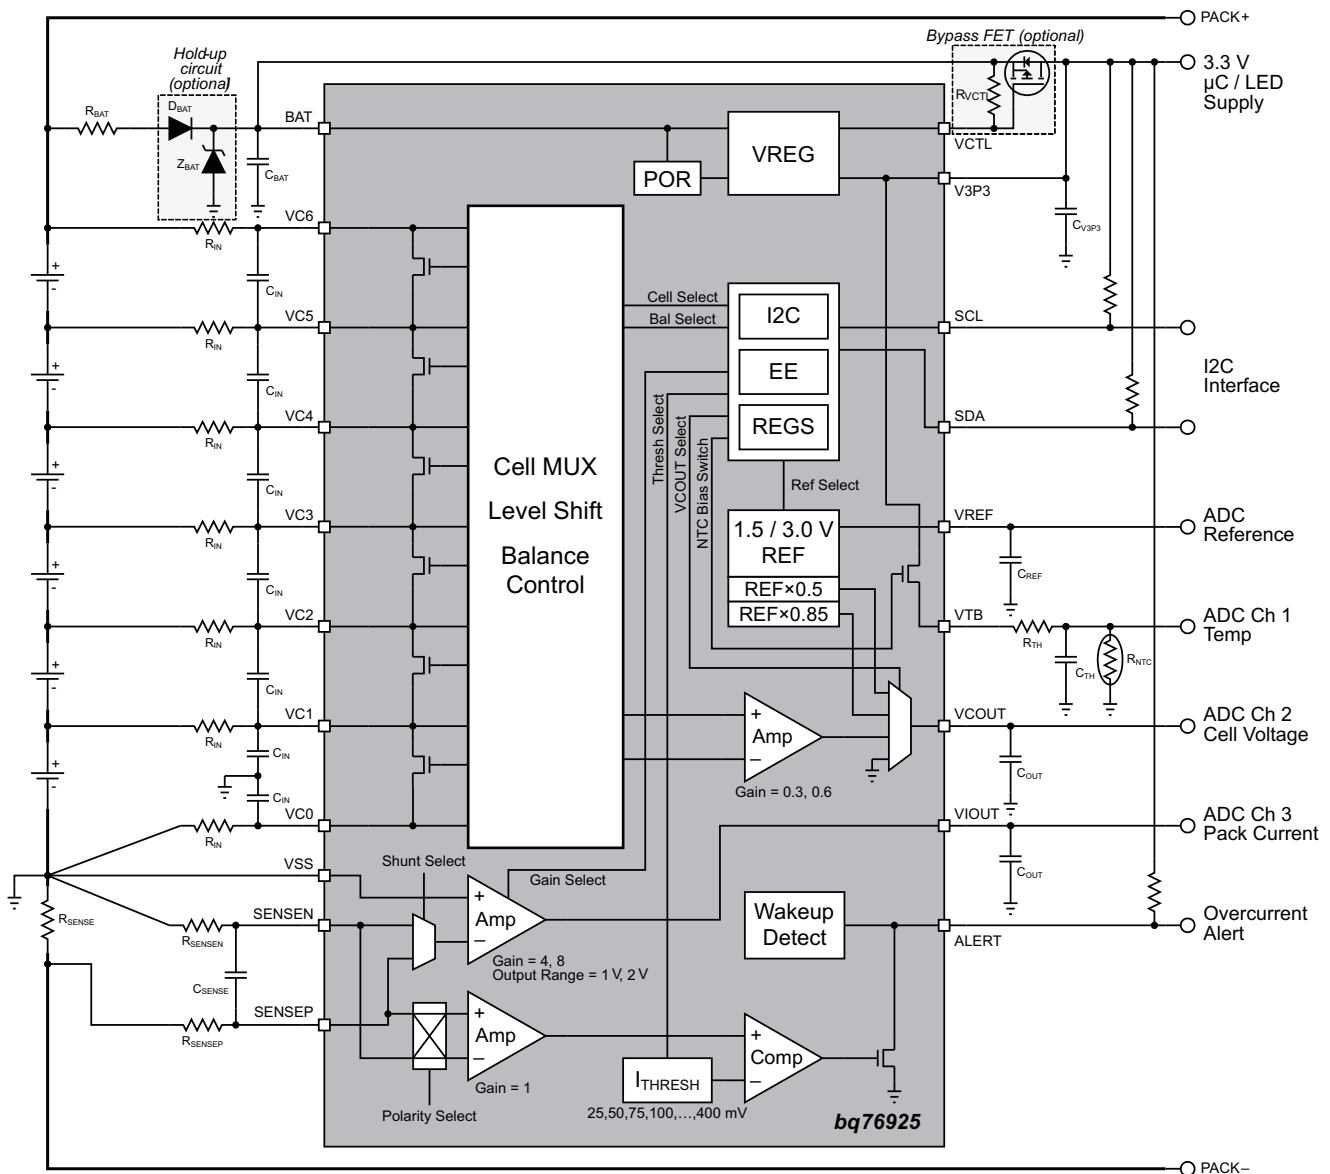 PACK+
Bypass FET (optional)
Hold-up
circuit
(optional)
3.3 V
µC / LED
Supply
RBAT
DBAT
ZBAT
CBAT
BAT
RVCTL
VCTL
VREG
POR
V3P3
CV3P3
VC6
RIN
+
-
CIN
Cell Select
Bal Select
I2C
EE
REGS
SCL
VC5
RIN
+
-
CIN
I2C
Interface
SDA
VC4
RIN
Thresh Select
VCOUT Select
NTC Bias Switch
Cell MUX
Level Shift
Balance
Control
+
-
CIN
Ref Select
VC3
RIN
1.5 / 3.0 V
REF
REF×0.5
REF×0.85
VREF
CREF
ADC
Reference
+
-
CIN
VC2
RIN
VTB
RTH
CTH
RNTC
ADC Ch 1
Temp
+
-
CIN
VC1
RIN
+
Amp
–
Gain = 0.3, 0.6
VCOUT
COUT
ADC Ch 2
Cell Voltage
+
-
CIN
CIN
VC0
RIN
VIOUT
COUT
ADC Ch 3
Pack Current
VSS
Shunt Select
Gain Select
+
Amp
–
Gain = 4, 8
Output Range = 1 V, 2 V
RSENSE
SENSEN
RSENSEN
CSENSE
Wakeup
Detect
ALERT
Overcurrent
Alert
SENSEP
RSENSEP
+
Amp
–
Gain = 1
Polarity Select
+
Comp
–
ITHRESH
25,50,75,100,…,400 mV
bq76925
PACK–